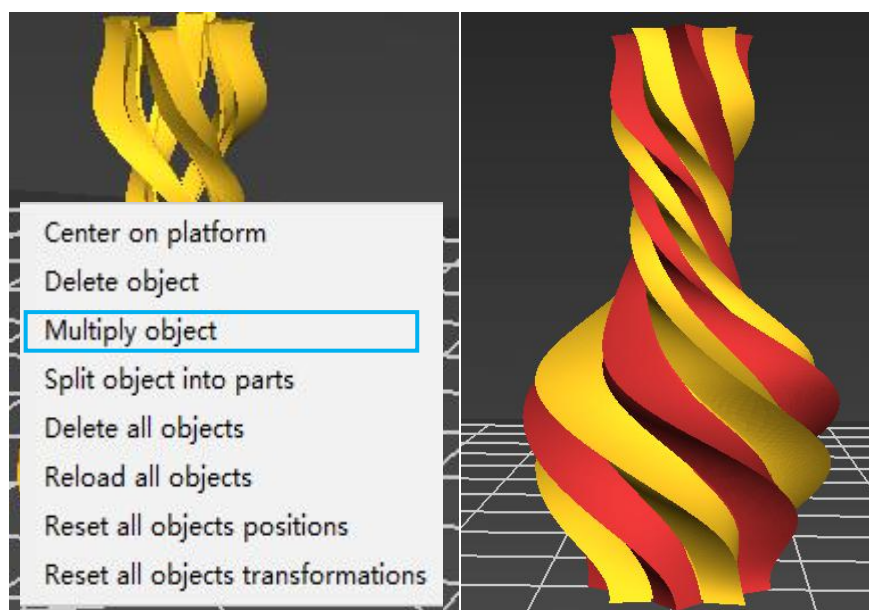 Center on platform
Delete object
Multiply object
Split object into parts
Delete all objects
Reload all objects
Reset all objects positions
Reset all objects transformations